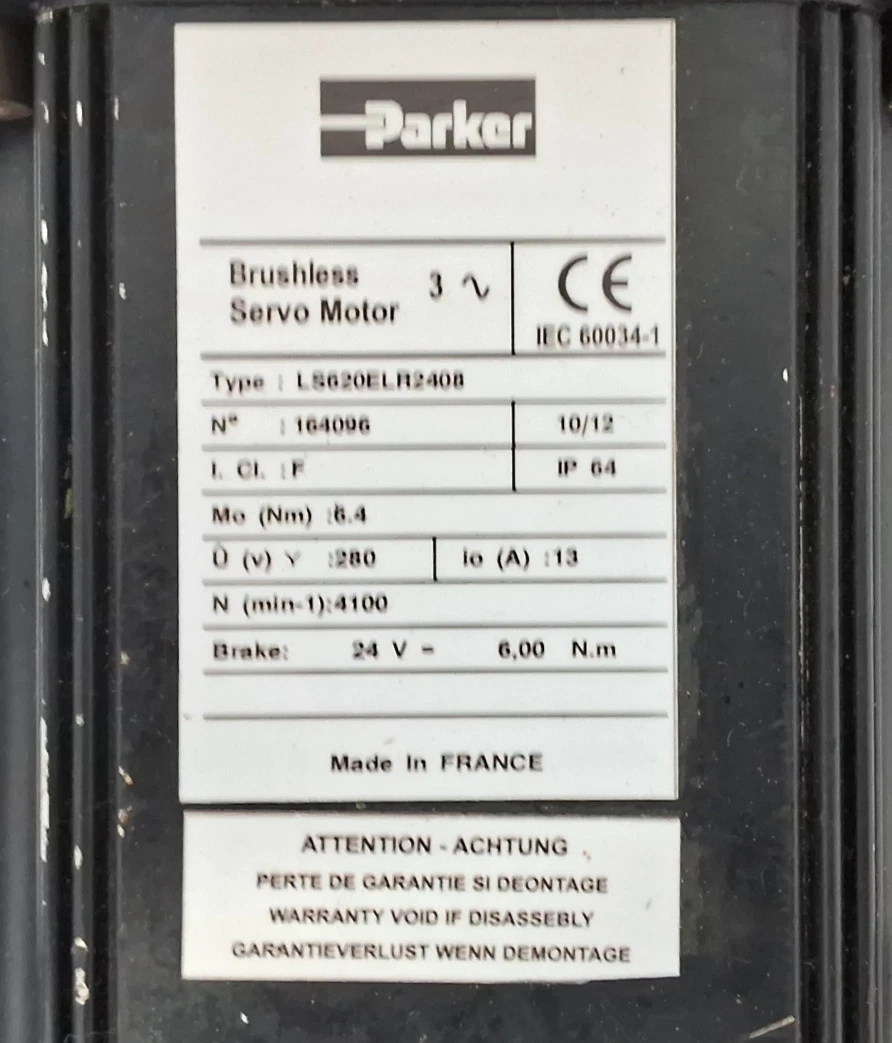 Parker
Brushless
Servo Motor
3 ∿
CE
IEC 60034-1
Type : LS620ELR2408
N° : 164096
10/12
I. Cl. : F
IP 64
Mo (Nm) :6.4
Û (v) Y :280
Io (A) :13
N (min-1):4100
Brake: 24 V = 6,00 N.m
Made In FRANCE
ATTENTION - ACHTUNG
PERTE DE GARANTIE SI DEONTAGE
WARRANTY VOID IF DISASSEBLY
GARANTIEVERLUST WENN DEMONTAGE